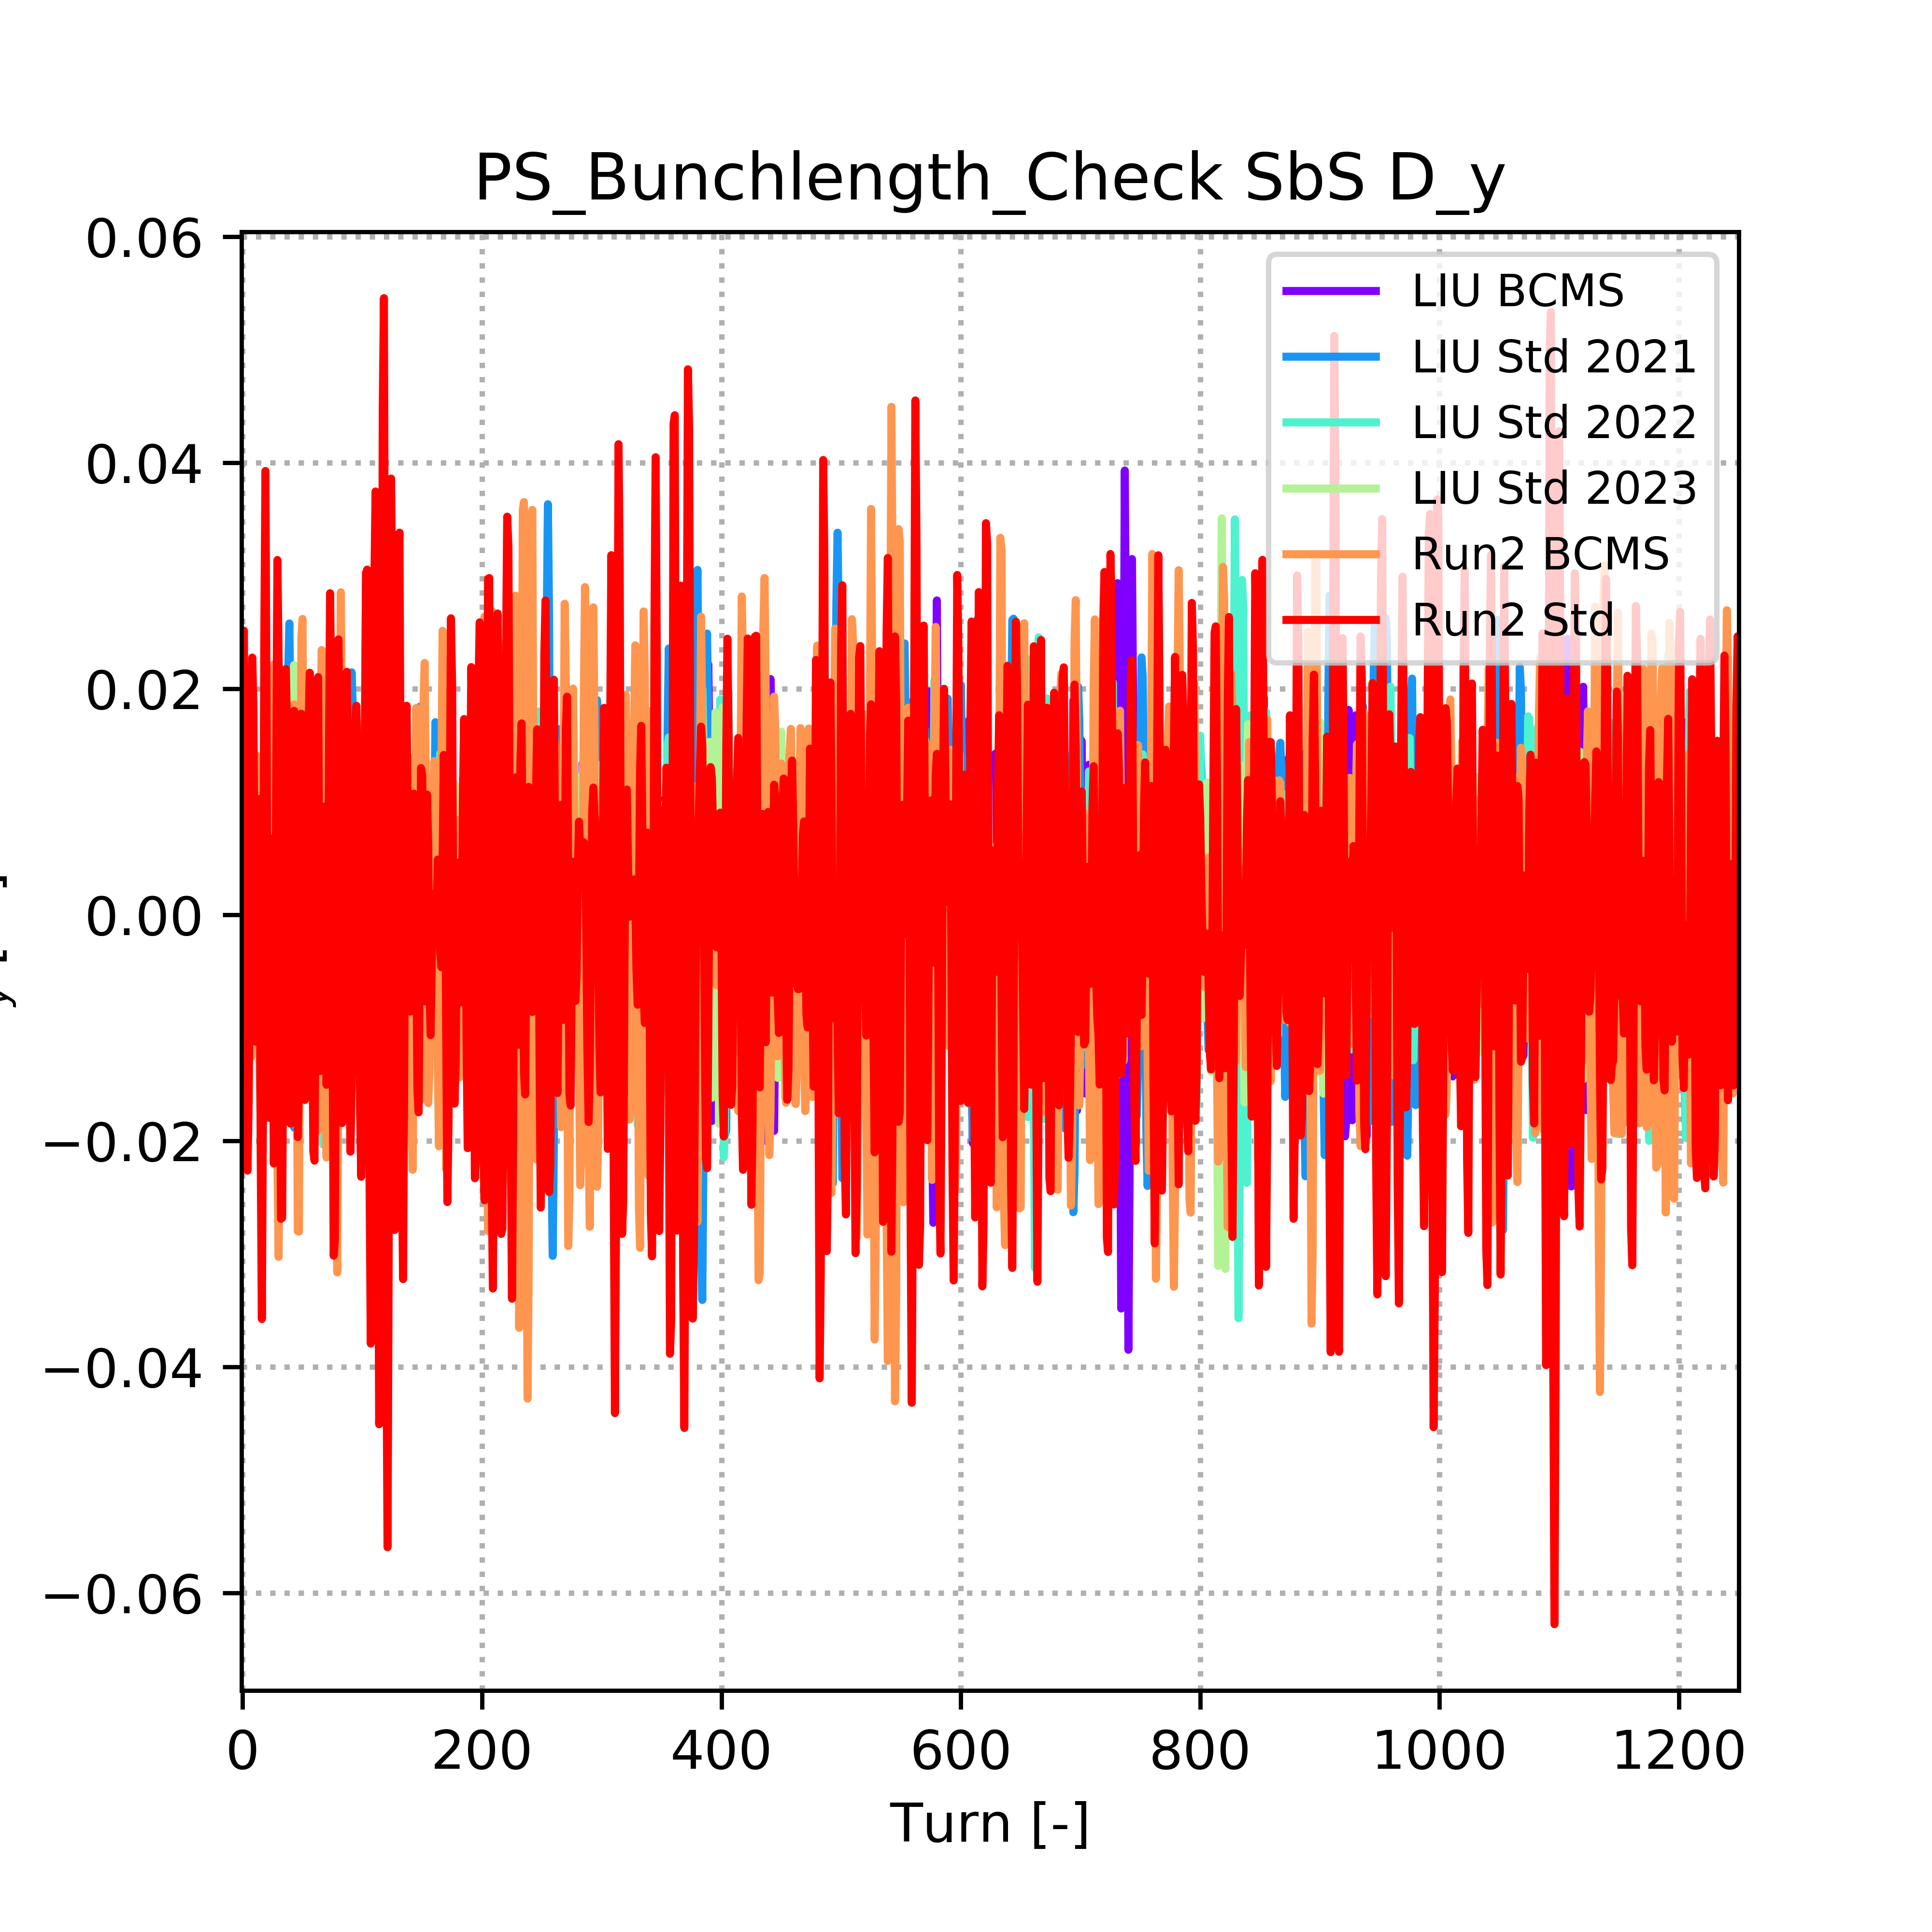 PS_Bunchlength_Check SbS D_y
0.06
0.04
0.02
0.00
−0.02
−0.04
−0.06
LIU BCMS
LIU Std 2021
LIU Std 2022
LIU Std 2023
Run2 BCMS
Run2 Std
0 200 400 600 800 1000 1200
Turn [-]